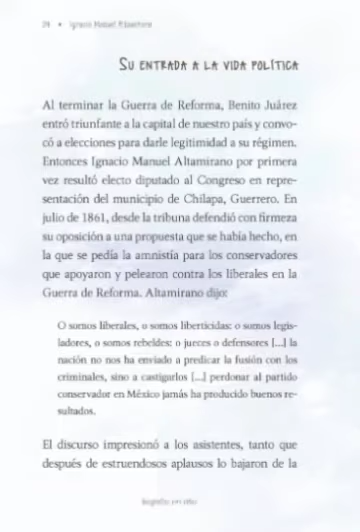 24 • Ignacio Manuel Altamirano
SU ENTRADA A LA VIDA POLÍTICA
Al terminar la Guerra de Reforma, Benito Juárez
entró triunfante a la capital de nuestro país y convo-
có a elecciones para darle legitimidad a su régimen.
Entonces Ignacio Manuel Altamirano por primera
vez resultó electo diputado al Congreso en repre-
sentación del municipio de Chilapa, Guerrero. En
julio de 1861, desde la tribuna defendió con firmeza
su oposición a una propuesta que se había hecho, en
la que se pedía la amnistía para los conservadores
que apoyaron y pelearon contra los liberales en la
Guerra de Reforma. Altamirano dijo:
O somos liberales, o somos liberticidas: o somos legis-
ladores, o somos rebeldes: o jueces o defensores [...] la
nación no nos ha enviado a predicar la fusión con los
criminales, sino a castigarlos [...] perdonar al partido
conservador en México jamás ha producido buenos re-
sultados.
El discurso impresionó a los asistentes, tanto que
después de estruendosos aplausos lo bajaron de la